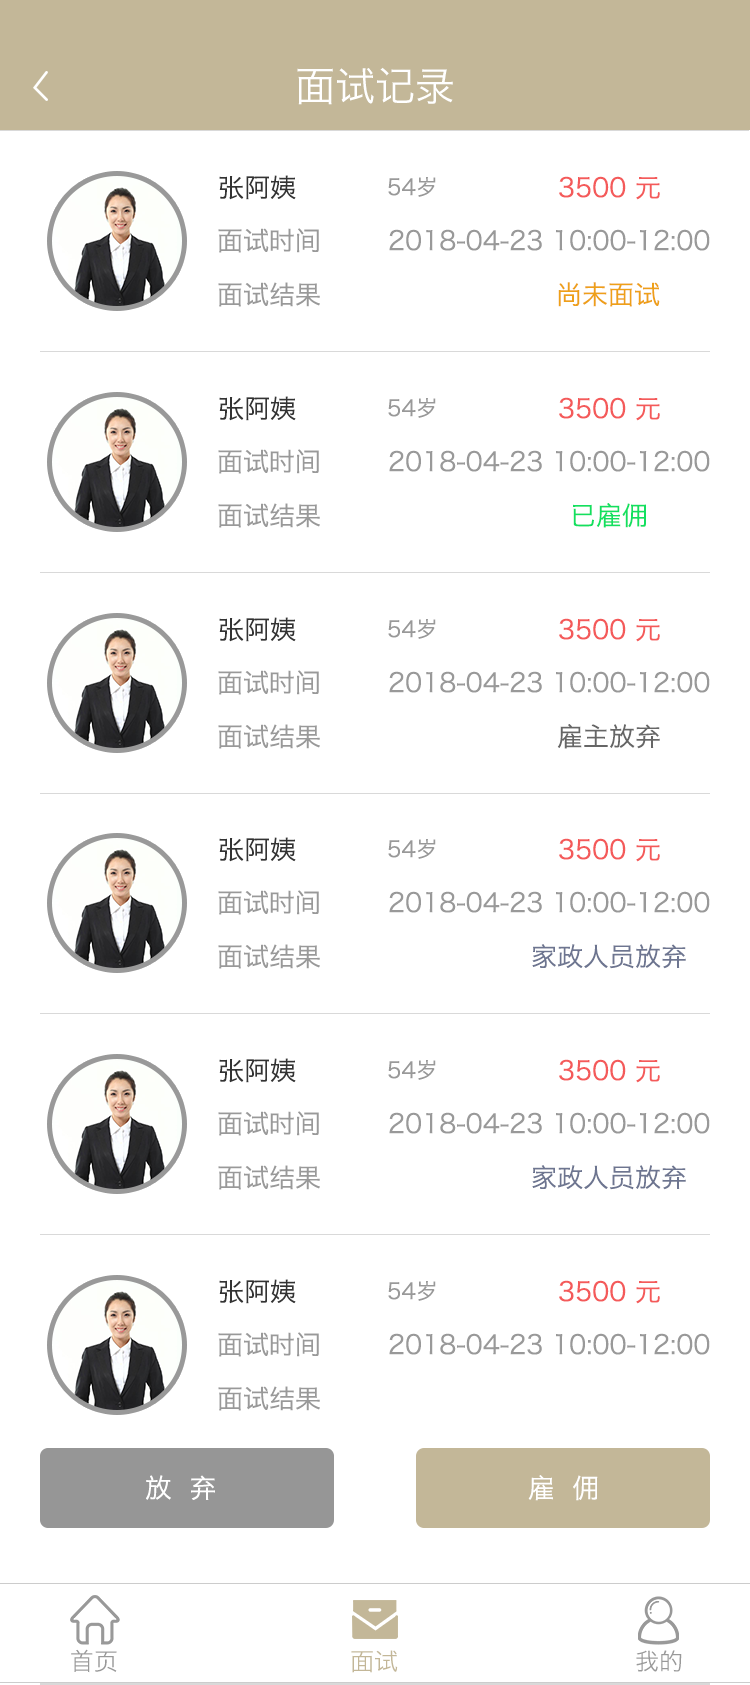 面试记录
张阿姨 54岁 3500 元
面试时间 2018-04-23 10:00-12:00
面试结果 尚未面试
张阿姨 54岁 3500 元
面试时间 2018-04-23 10:00-12:00
面试结果 已雇佣
张阿姨 54岁 3500 元
面试时间 2018-04-23 10:00-12:00
面试结果 雇主放弃
张阿姨 54岁 3500 元
面试时间 2018-04-23 10:00-12:00
面试结果 家政人员放弃
张阿姨 54岁 3500 元
面试时间 2018-04-23 10:00-12:00
面试结果 家政人员放弃
张阿姨 54岁 3500 元
面试时间 2018-04-23 10:00-12:00
面试结果
放 弃 雇 佣
首页 面试 我的